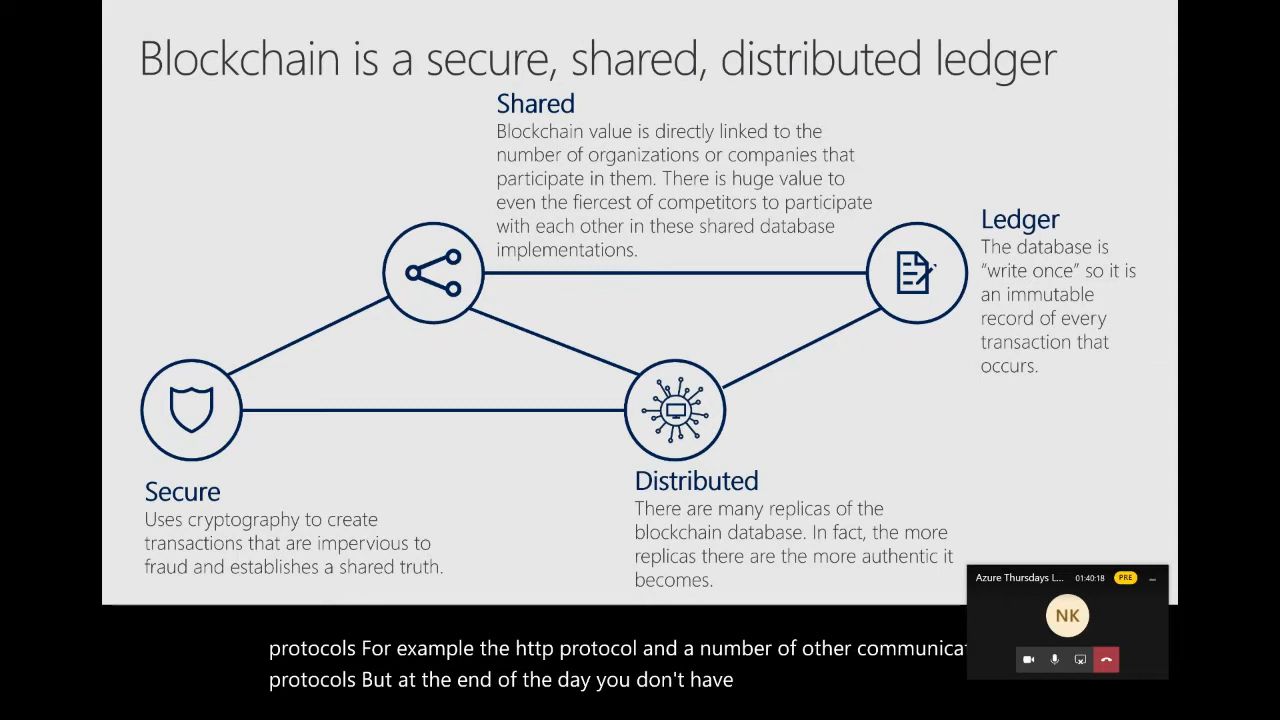 Blockchain is a secure, shared, distributed ledger
Shared
Blockchain value is directly linked to the
number of organizations or companies that
participate in them. There is huge value to
even the fiercest of competitors to participate
with each other in these shared database
implementations.
Ledger
The database is
“write once” so it is
an immutable
record of every
transaction that
occurs.
Secure
Uses cryptography to create
transactions that are impervious to
fraud and establishes a shared truth.
Distributed
There are many replicas of the
blockchain database. In fact, the more
replicas there are the more authentic it
becomes.
Azure Thursdays L... 01:40:18 PRE
NK
protocols For example the http protocol and a number of other communicat
protocols But at the end of the day you don't have